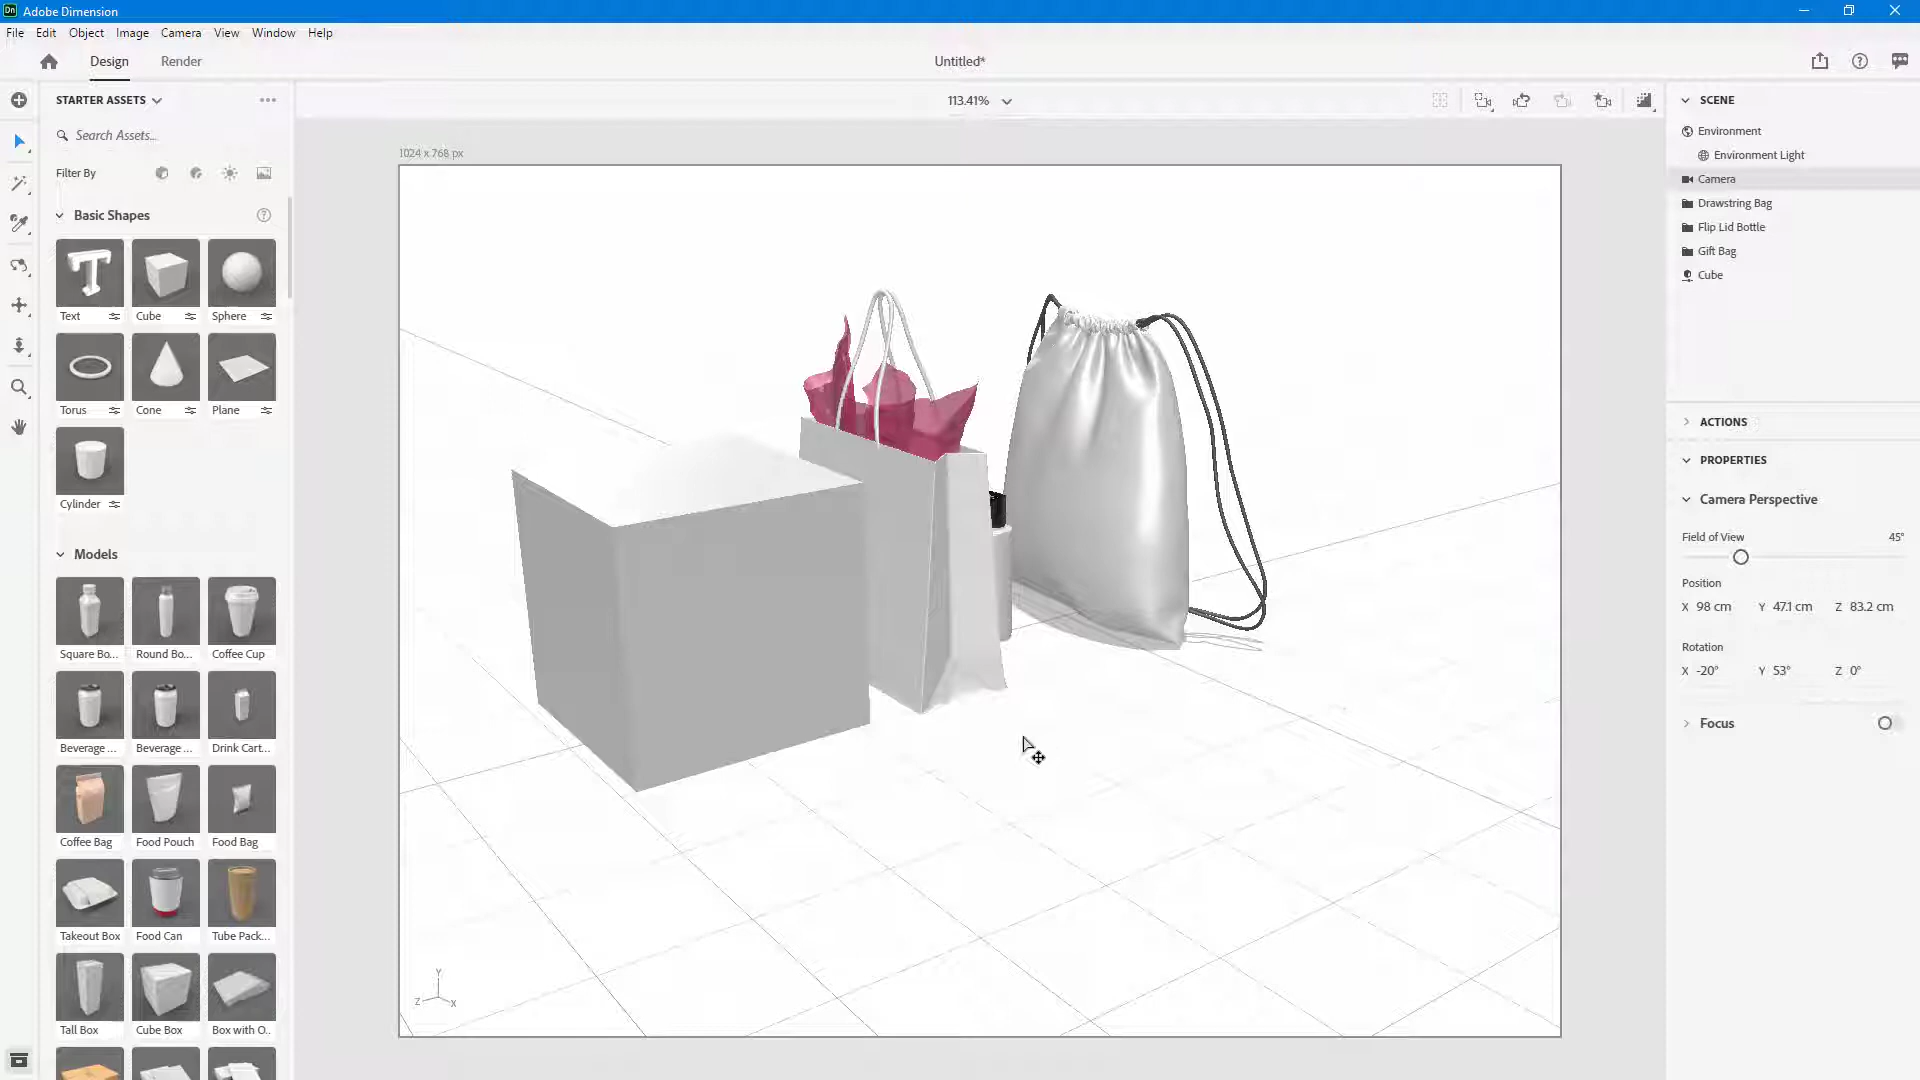 Dn Adobe Dimension
File Edit Object Image Camera View Window Help
Design Render Untitled*
STARTER ASSETS
Search Assets...
Filter By
Basic Shapes
Text Cube Sphere
Torus Cone Plane
Cylinder
Models
Square Bo... Round Bo... Coffee Cup
Beverage ... Beverage ... Drink Cart...
Coffee Bag Food Pouch Food Bag
Takeout Box Food Can Tube Pack...
Tall Box Cube Box Box with O..
113.41%
1024 x 768 px
Y
Z X
SCENE
Environment
Environment Light
Camera
Drawstring Bag
Flip Lid Bottle
Gift Bag
Cube
ACTIONS
PROPERTIES
Camera Perspective
Field of View 45°
Position
X 98 cm Y 47.1 cm Z 83.2 cm
Rotation
X -20° Y 53° Z 0°
Focus